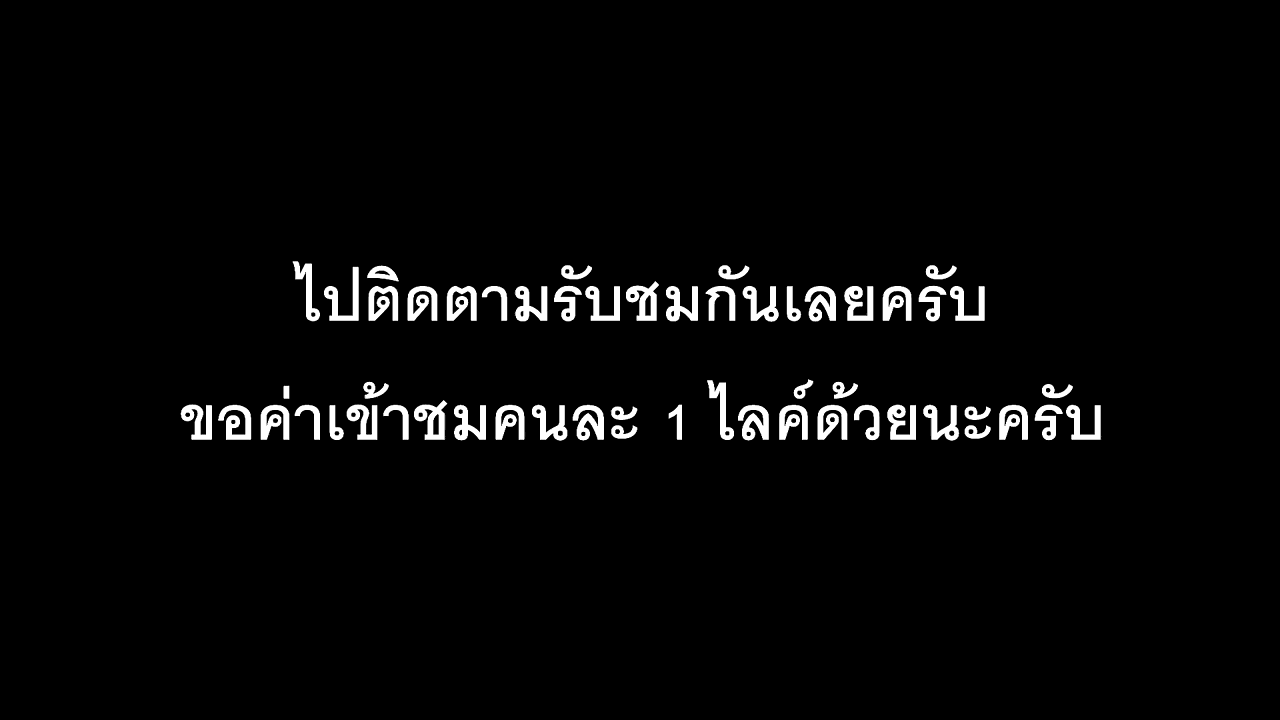 ไปติดตามรับชมกันเลยครับ
ขอค่าเข้าชมคนละ 1 ไลค์ด้วยนะครับ